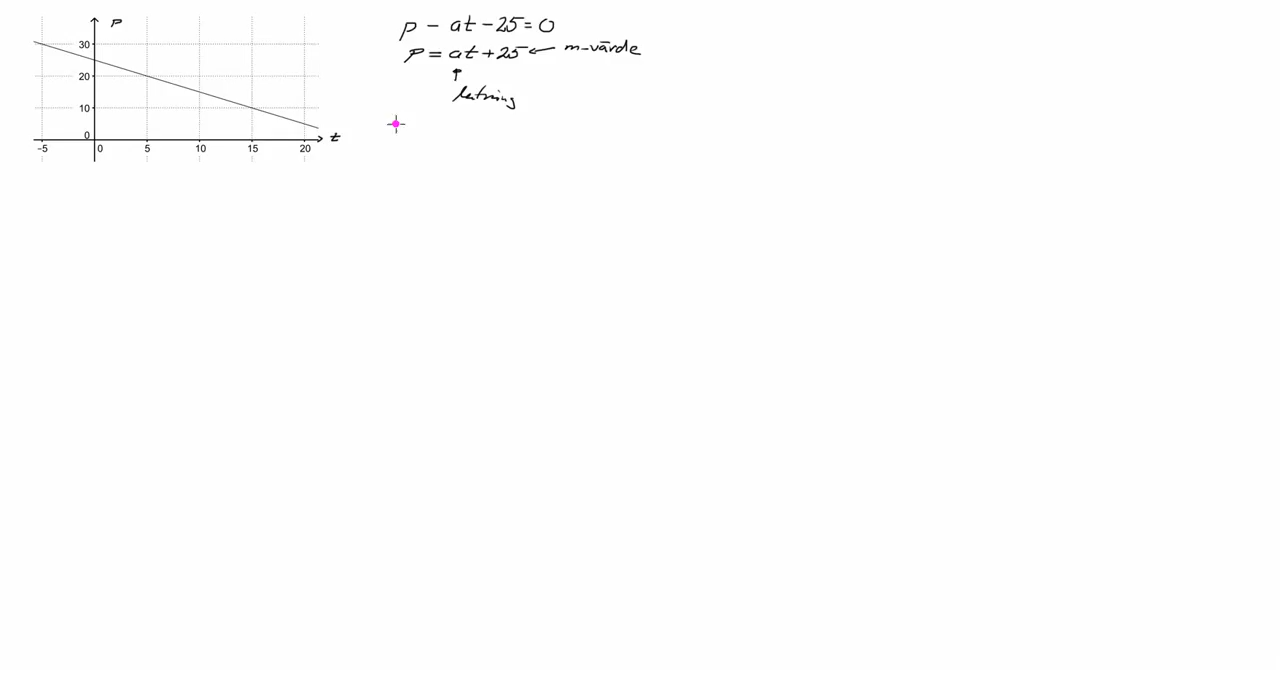 p
30
20
10
0
-5 0 5 10 15 20
t
p - at - 25 = 0
p = at + 25 ← m-värde
lutning